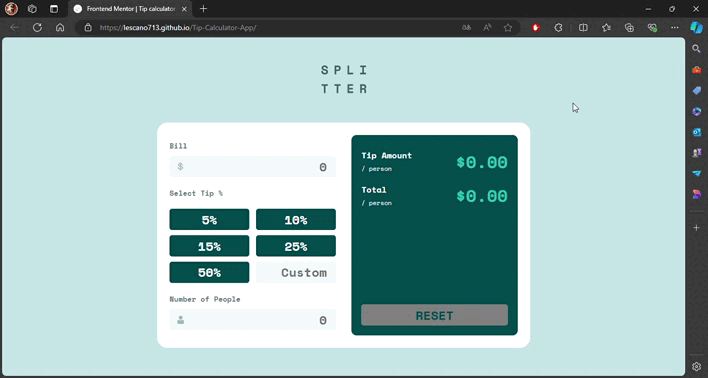 Frontend Mentor | Tip calculator
https://lescano713.github.io/Tip-Calculator-App/
SPLI
TTER
Bill
$ 0
Select Tip %
5% 10%
15% 25%
50% Custom
Number of People
0
Tip Amount
/ person
$0.00
Total
/ person
$0.00
RESET